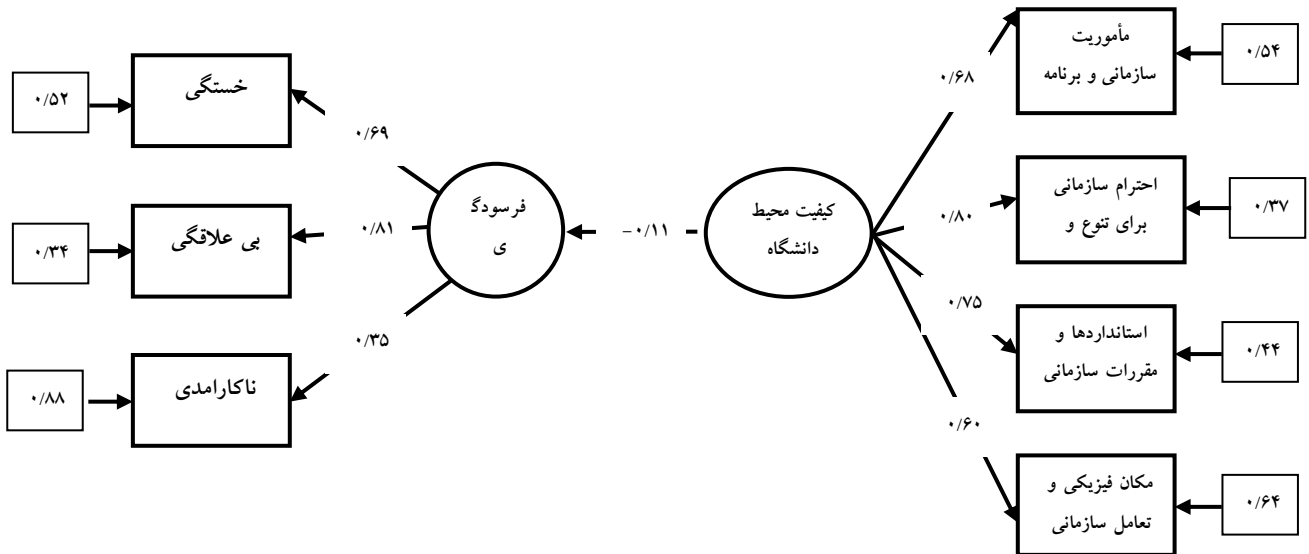 مأموریت
سازمانی و برنامه
۰/۵۴
۰/۶۸
احترام سازمانی
برای تنوع و
۰/۳۷
۰/۸۰
استانداردها و
مقررات سازمانی
۰/۴۴
۰/۷۵
مکان فیزیکی و
تعامل سازمانی
۰/۶۴
۰/۶۰
کیفیت محیط
دانشگاه
-۰/۱۱
فرسودگ
ی
۰/۶۹
خستگی
۰/۵۲
۰/۸۱
بی علاقگی
۰/۳۴
۰/۳۵
ناکارامدی
۰/۸۸